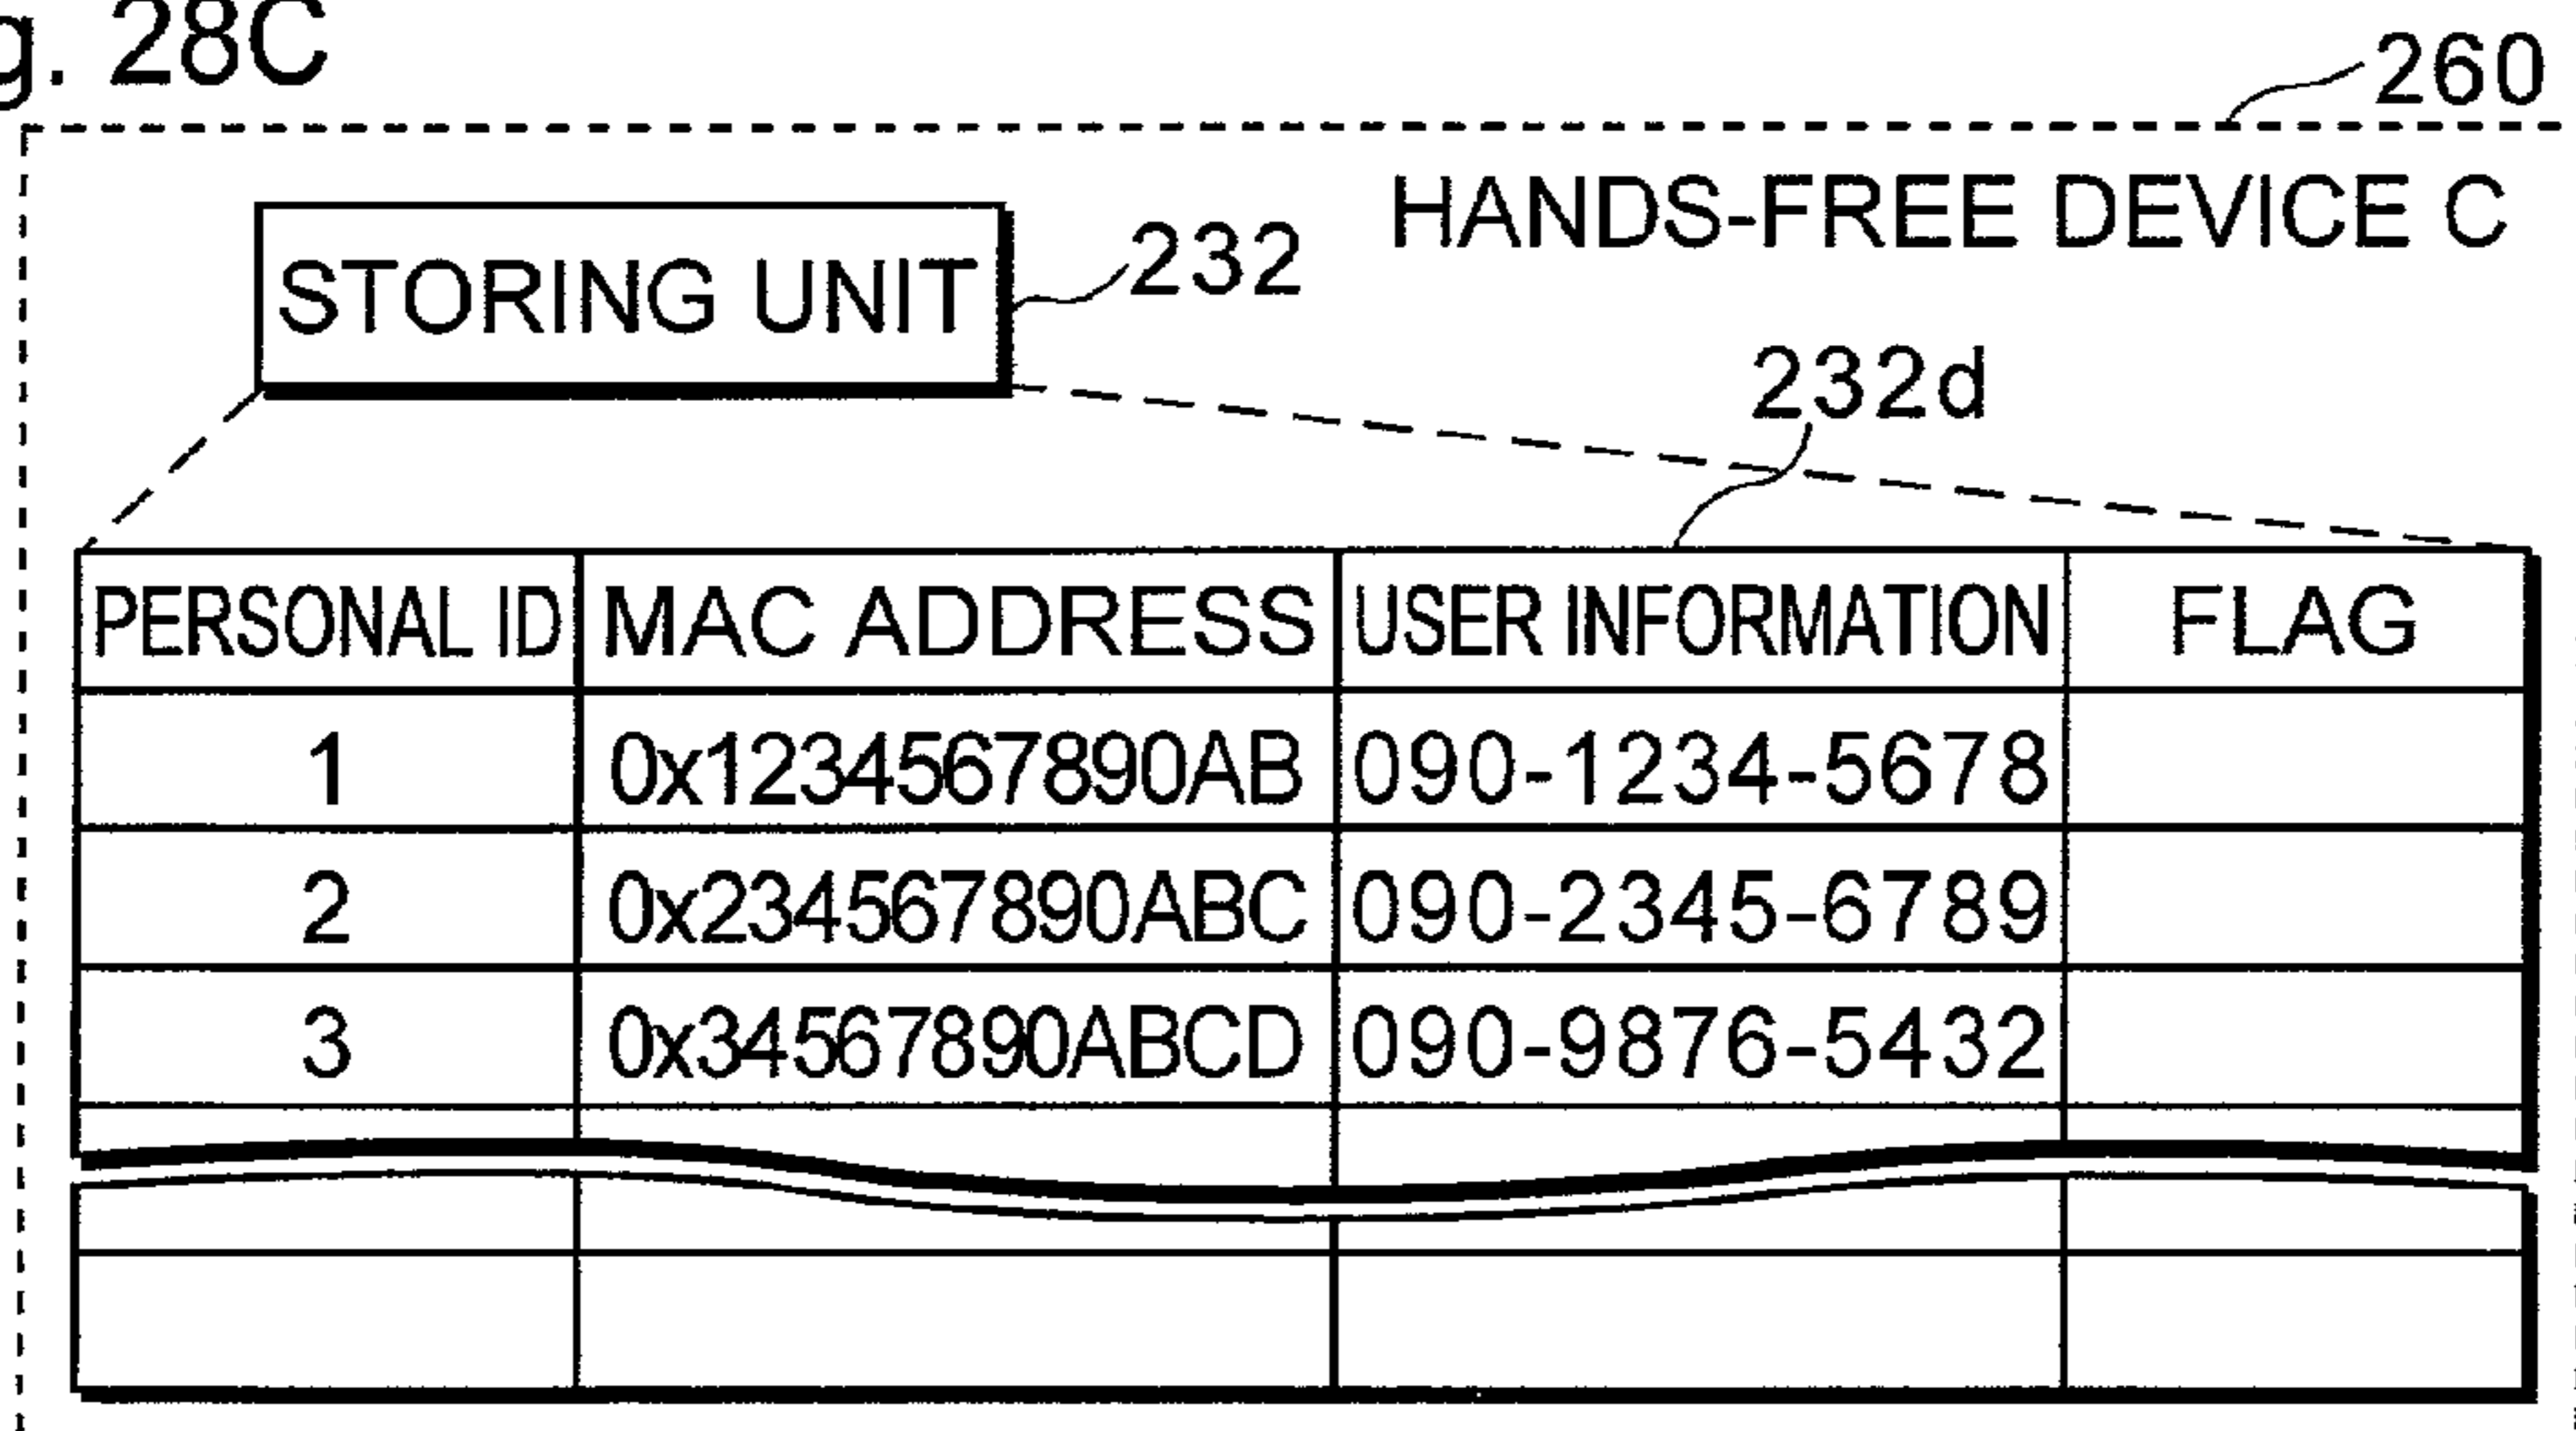 g. 28C
260
HANDS-FREE DEVICE C
STORING UNIT
232
232d
PERSONAL ID MAC ADDRESS USER INFORMATION FLAG
1 0x1234567890AB 090-1234-5678
2 0x234567890ABC 090-2345-6789
3 0x34567890ABCD 090-9876-5432